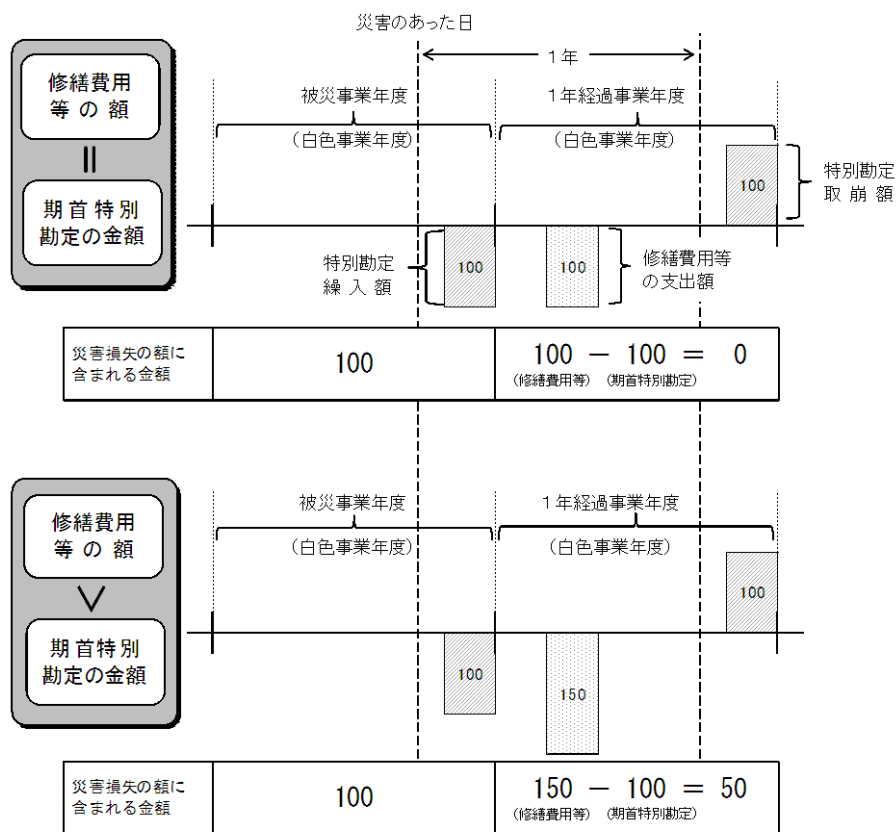 災害のあった日
1年
修繕費用
等の額
||
期首特別
勘定の金額
被災事業年度
(白色事業年度)
1年経過事業年度
(白色事業年度)
100
特別勘定
取崩額
特別勘定
繰入額
100
100
修繕費用等
の支出額
災害損失の額に
含まれる金額
100
100 － 100 ＝ 0
(修繕費用等) (期首特別勘定)
修繕費用
等の額
∨
期首特別
勘定の金額
被災事業年度
(白色事業年度)
1年経過事業年度
(白色事業年度)
100
100
150
災害損失の額に
含まれる金額
100
150 － 100 ＝ 50
(修繕費用等) (期首特別勘定)